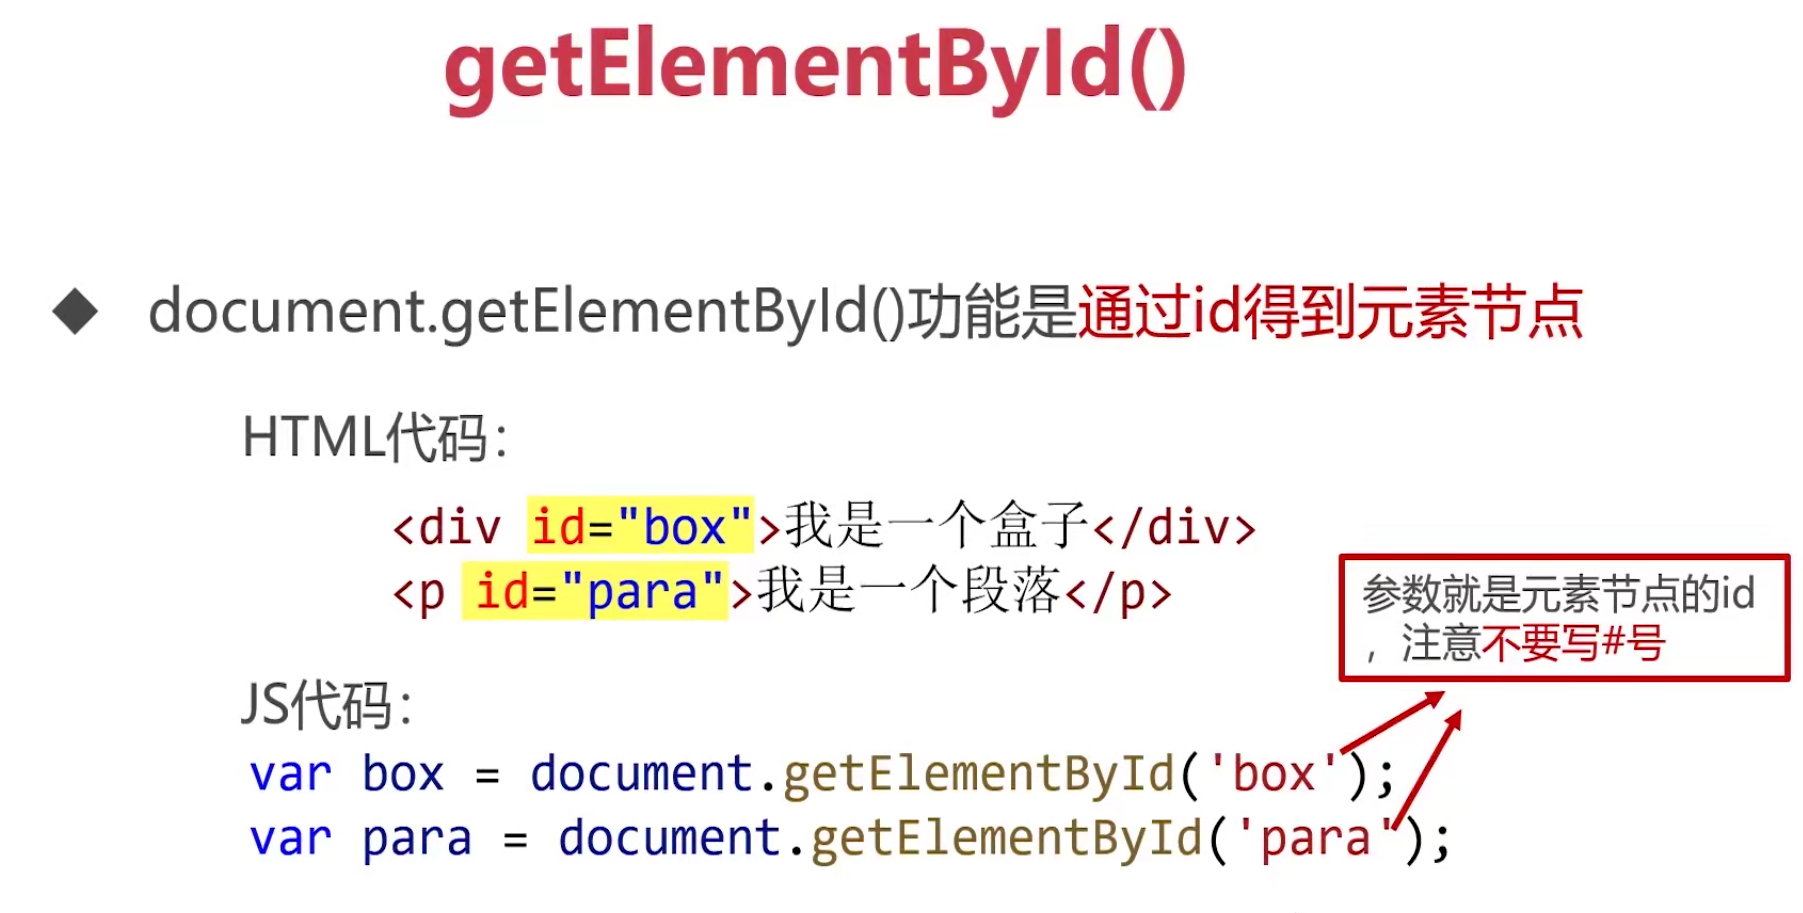 getElementById()
document.getElementById()功能是通过id得到元素节点
HTML代码：
<div id="box">我是一个盒子</div>
<p id="para">我是一个段落</p>
参数就是元素节点的id
，注意不要写#号
JS代码：
var box = document.getElementById('box');
var para = document.getElementById('para');